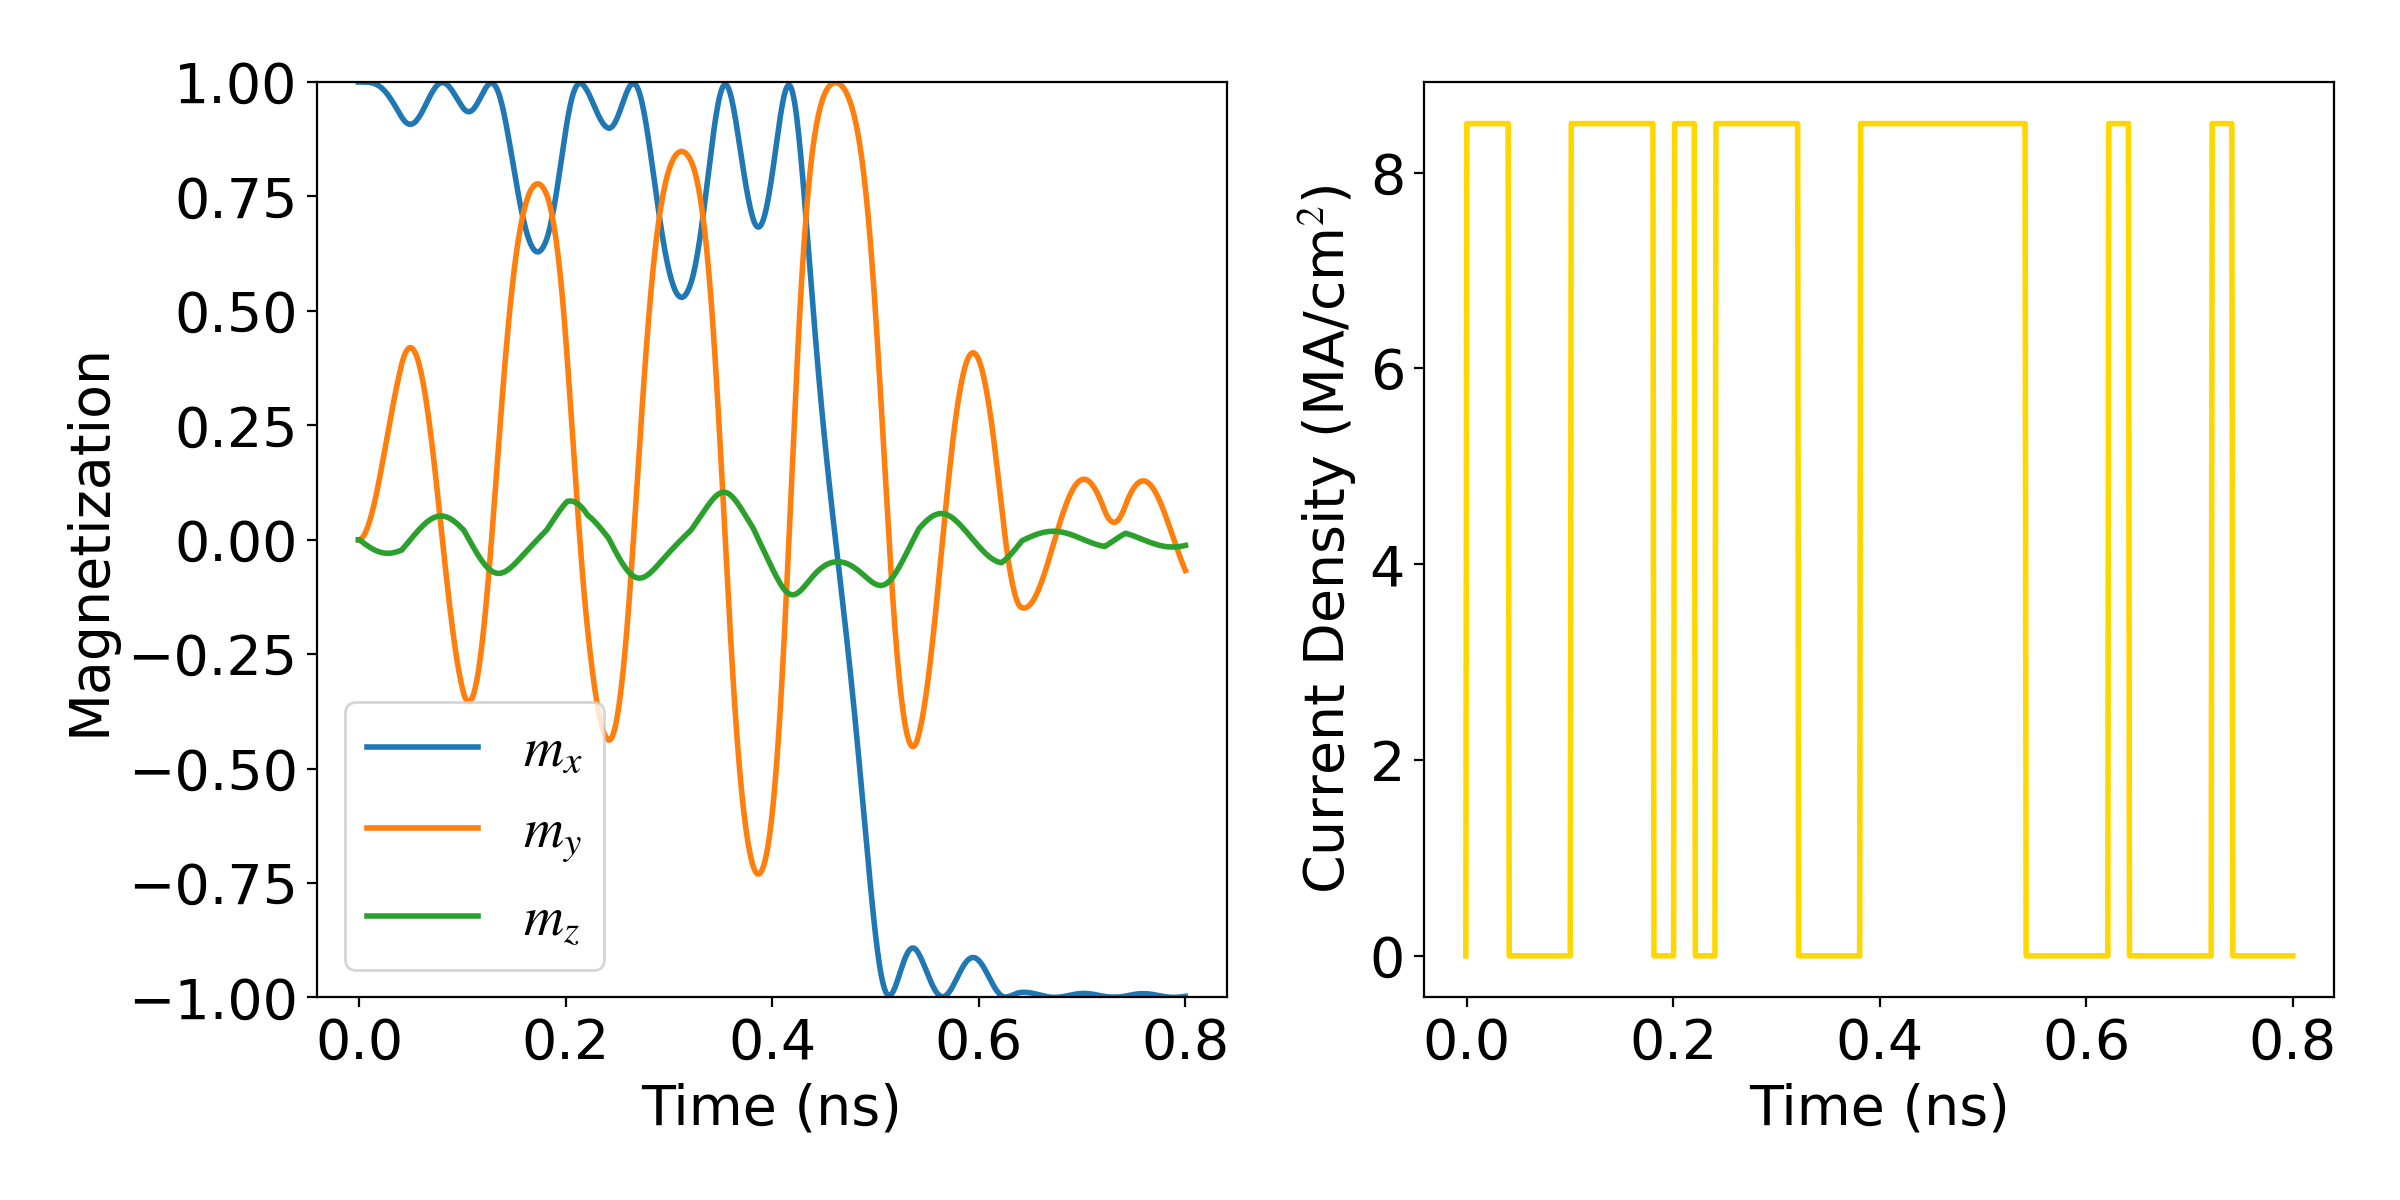 1.00
0.75
0.50
0.25
0.00
−0.25
−0.50
−0.75
−1.00
Magnetization
0.0 0.2 0.4 0.6 0.8
Time (ns)
m_x
m_y
m_z
8
6
4
2
0
Current Density (MA/cm²)
0.0 0.2 0.4 0.6 0.8
Time (ns)